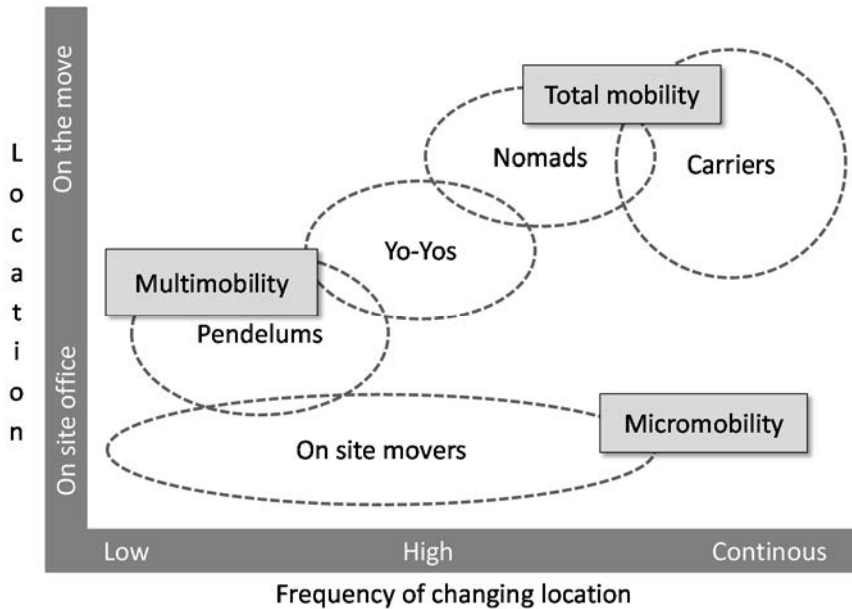 Location
On the move
On site office
Total mobility
Nomads
Carriers
Yo-Yos
Multimobility
Pendelums
Micromobility
On site movers
Low
High
Continous
Frequency of changing location